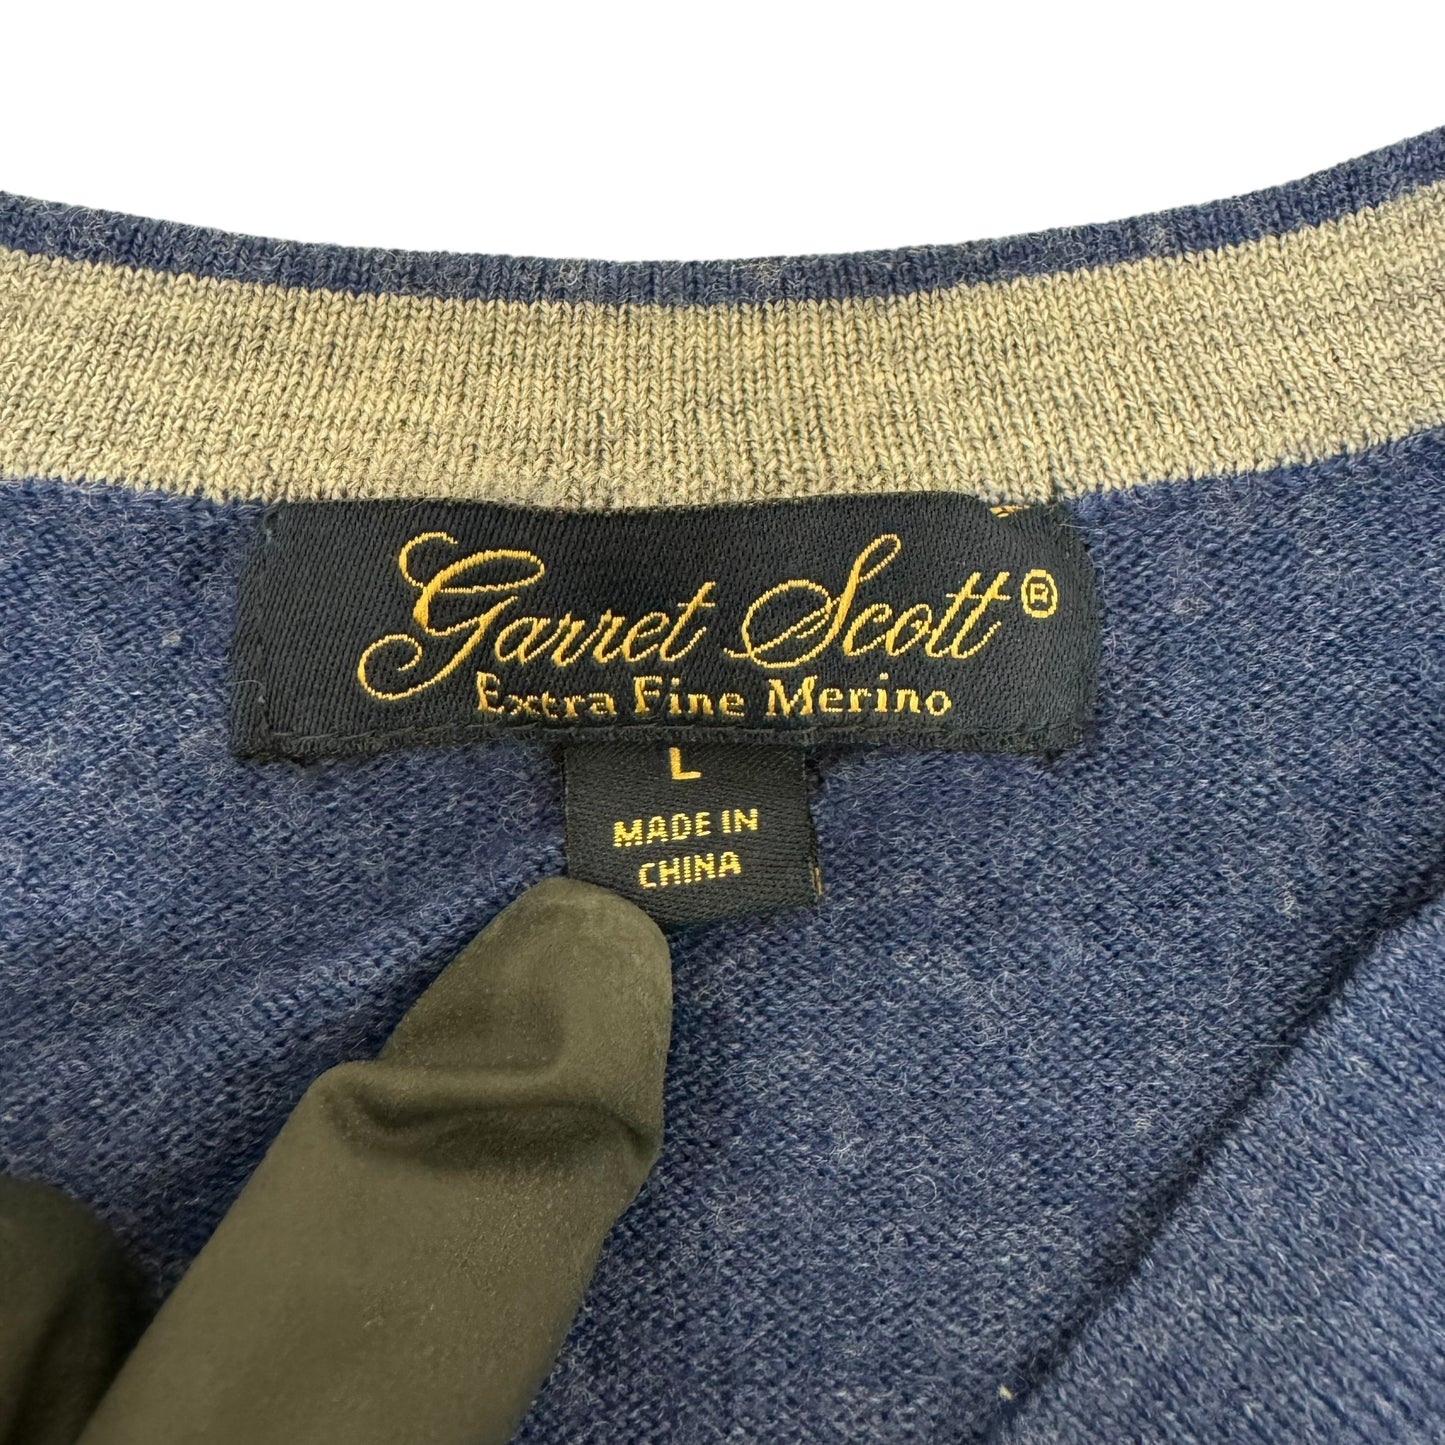 Garret Scott®
Extra Fine Merino
L
MADE IN
CHINA